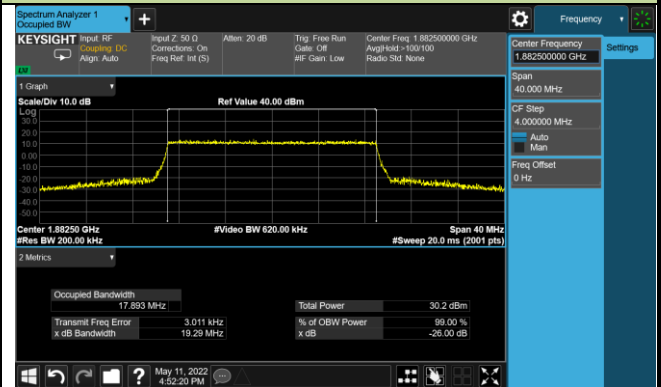 Spectrum Analyzer 1
Occupied BW
+
Frequency
KEYSIGHT
Input: RF
Coupling: DC
Align: Auto
Input Z: 50 Ω
Corrections: On
Freq Ref: Int (S)
Atten: 20 dB
Trig: Free Run
Gate: Off
#IF Gain: Low
Center Freq: 1.882500000 GHz
Avg|Hold:>100/100
Radio Std: None
Center Frequency
1.882500000 GHz
Settings
Span
40.000 MHz
CF Step
4.000000 MHz
Auto
Man
Freq Offset
0 Hz
1 Graph
Scale/Div 10.0 dB
Ref Value 40.00 dBm
Log
30.0
20.0
10.0
0.00
-10.0
-20.0
-30.0
-40.0
-50.0
Center 1.88250 GHz
#Video BW 620.00 kHz
Span 40 MHz
#Res BW 200.00 kHz
#Sweep 20.0 ms (2001 pts)
2 Metrics
Occupied Bandwidth
17.893 MHz
Total Power
30.2 dBm
Transmit Freq Error
3.011 kHz
% of OBW Power
99.00 %
x dB Bandwidth
19.29 MHz
x dB
-26.00 dB
?
May 11, 2022
4:52:20 PM